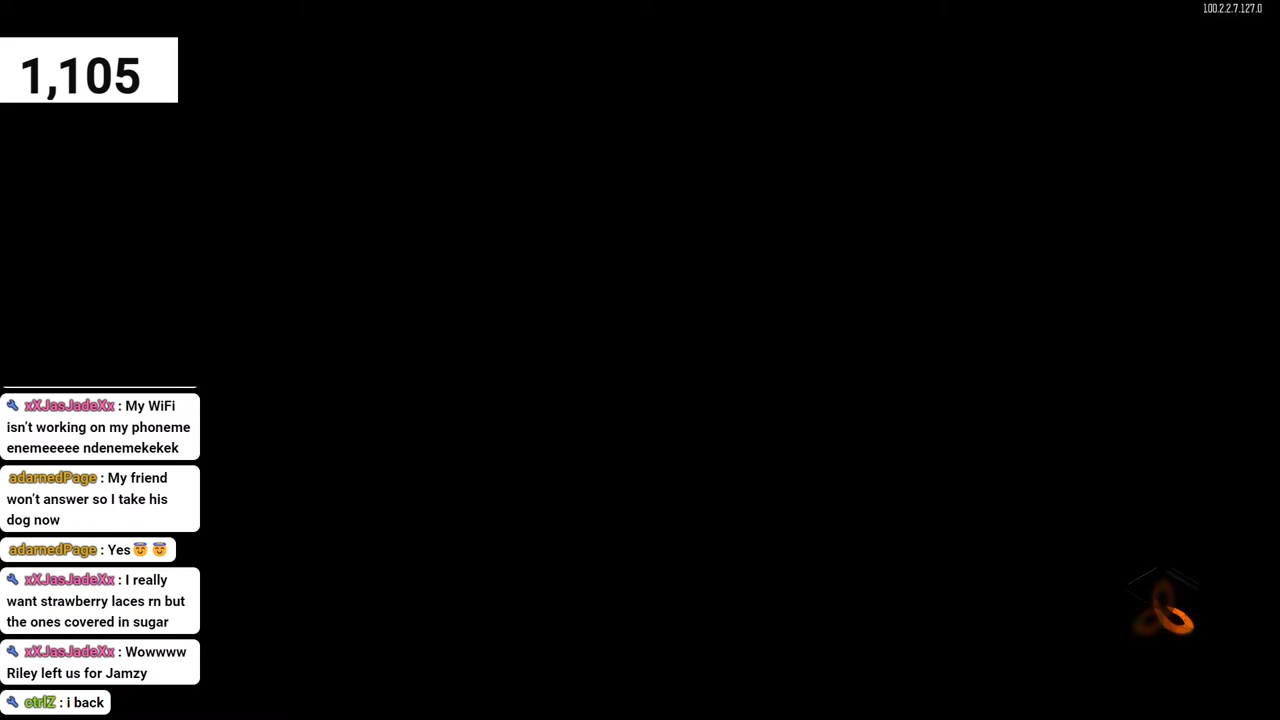 100.2.2.7.127.0
1,105
xXJasJadeXx : My WiFi
isn't working on my phoneme
enemeeeee ndenemekekek
adarnedPage : My friend
won't answer so I take his
dog now
adarnedPage : Yes😇 😇
xXJasJadeXx : I really
want strawberry laces rn but
the ones covered in sugar
xXJasJadeXx : Wowwww
Riley left us for Jamzy
ctrlZ : i back